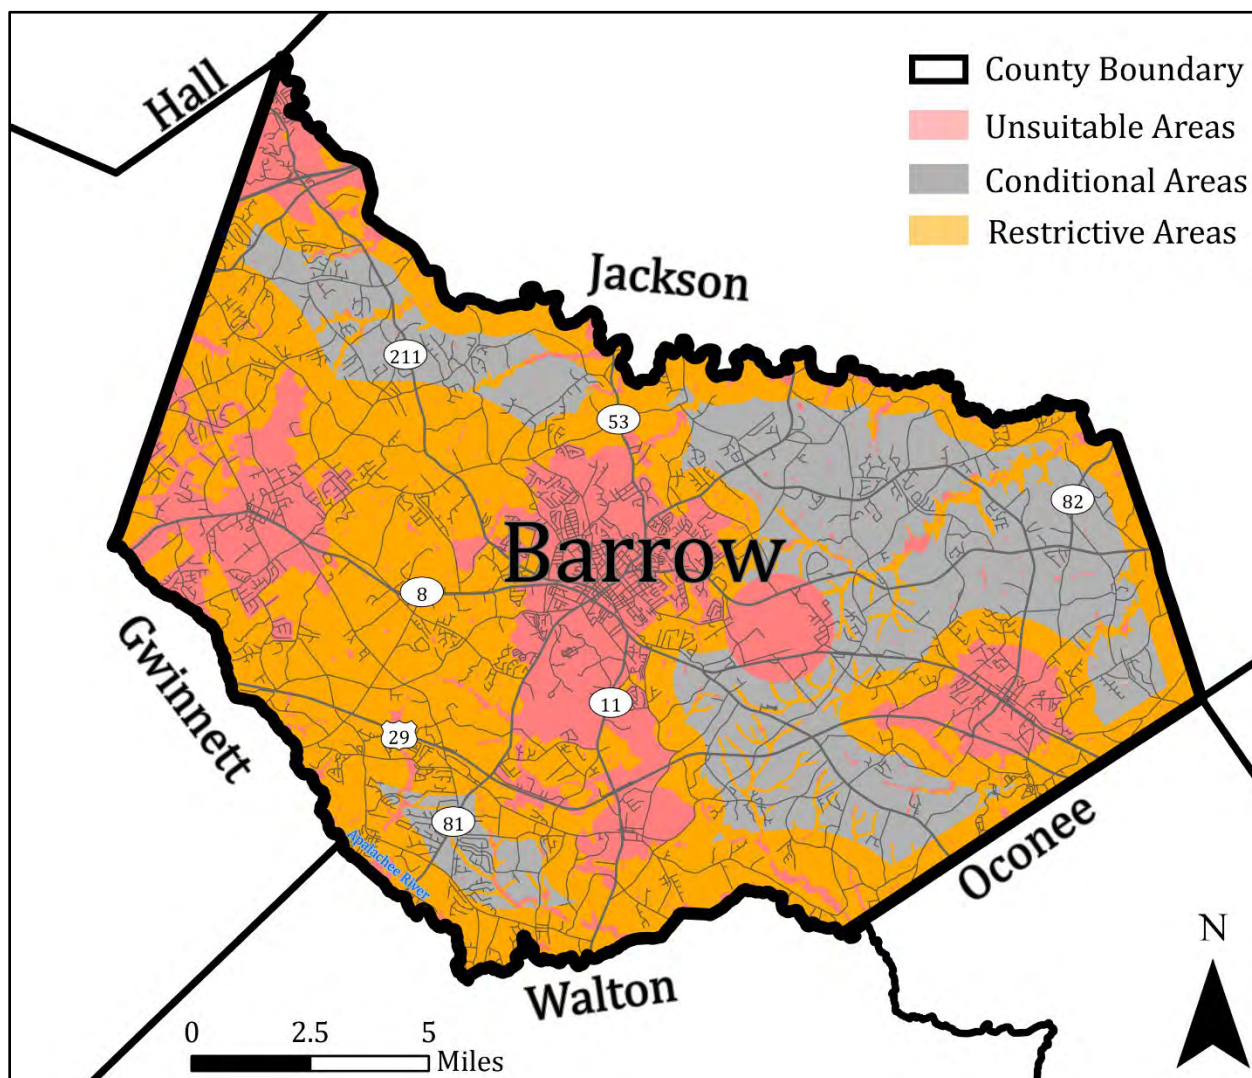 Hall
County Boundary
Unsuitable Areas
Conditional Areas
Restrictive Areas
Jackson
211
53
82
Barrow
8
Gwinnett
11
29
81
Apalachee River
Oconee
Walton
N
0 2.5 5
Miles